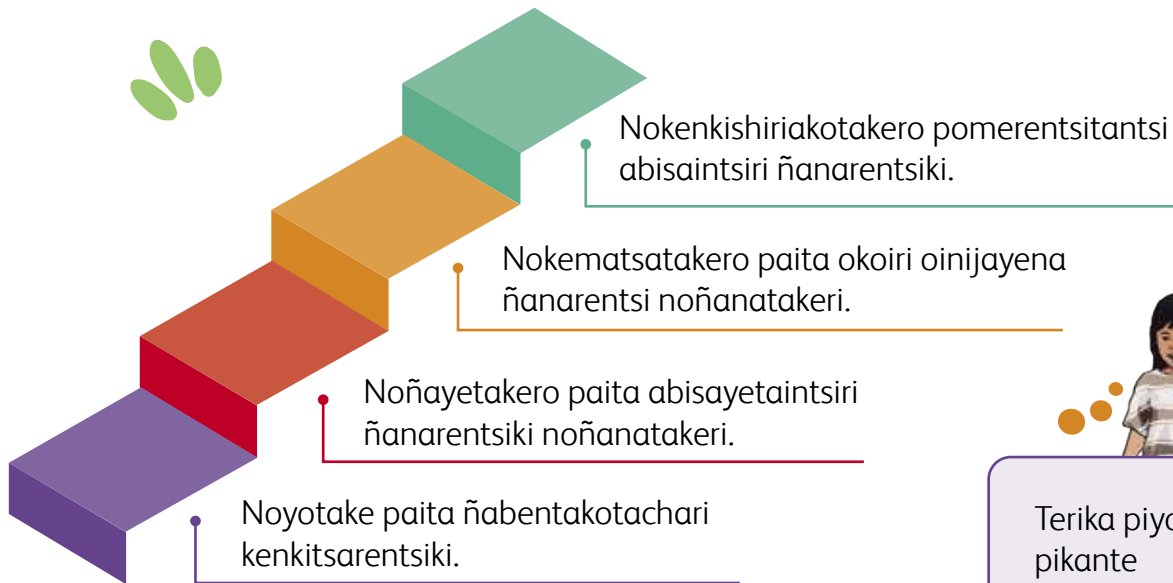 Nokenkishiriakotakero pomerentsitantsi
abisaintsiri ñanarentsiki.
Nokematsatakero paita okoiri oinijayena
ñanarentsi noñanatakeri.
Noñayetakero paita abisayetaintsiri
ñanarentsiki noñanatakeri.
Noyotake paita ñabentakotachari
kenkitsarentsiki.
Terika
pikante